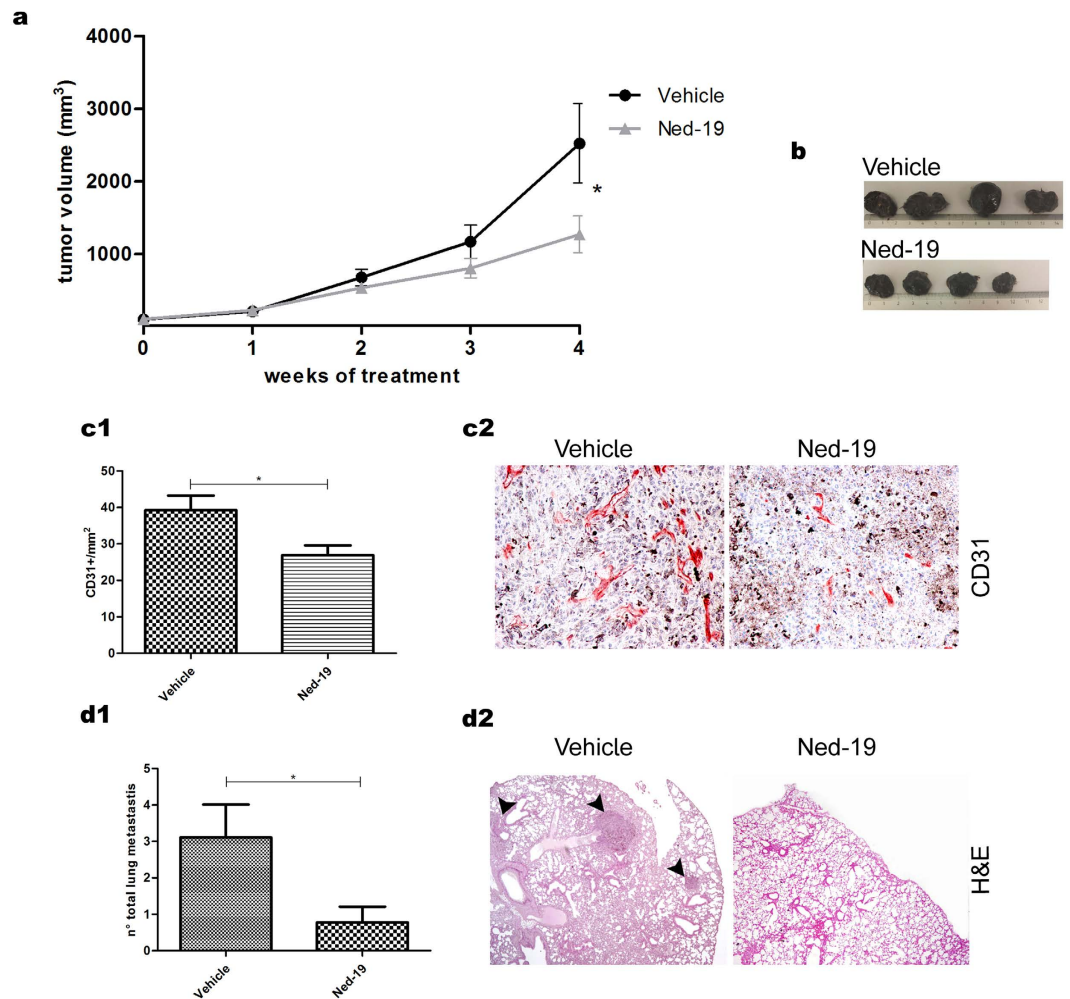 a
4000
3000
2000
1000
tumor volume (mm3)
0 1 2 3 4
weeks of treatment
Vehicle
Ned-19
*
b
Vehicle
Ned-19
c1
50
40
30
20
10
0
CD31+/mm2
*
Vehicle
Ned-19
c2
Vehicle Ned-19
CD31
d1
5
4
3
2
1
0
n° total lung metastastis
*
Vehicle
Ned-19
d2
Vehicle Ned-19
H&E